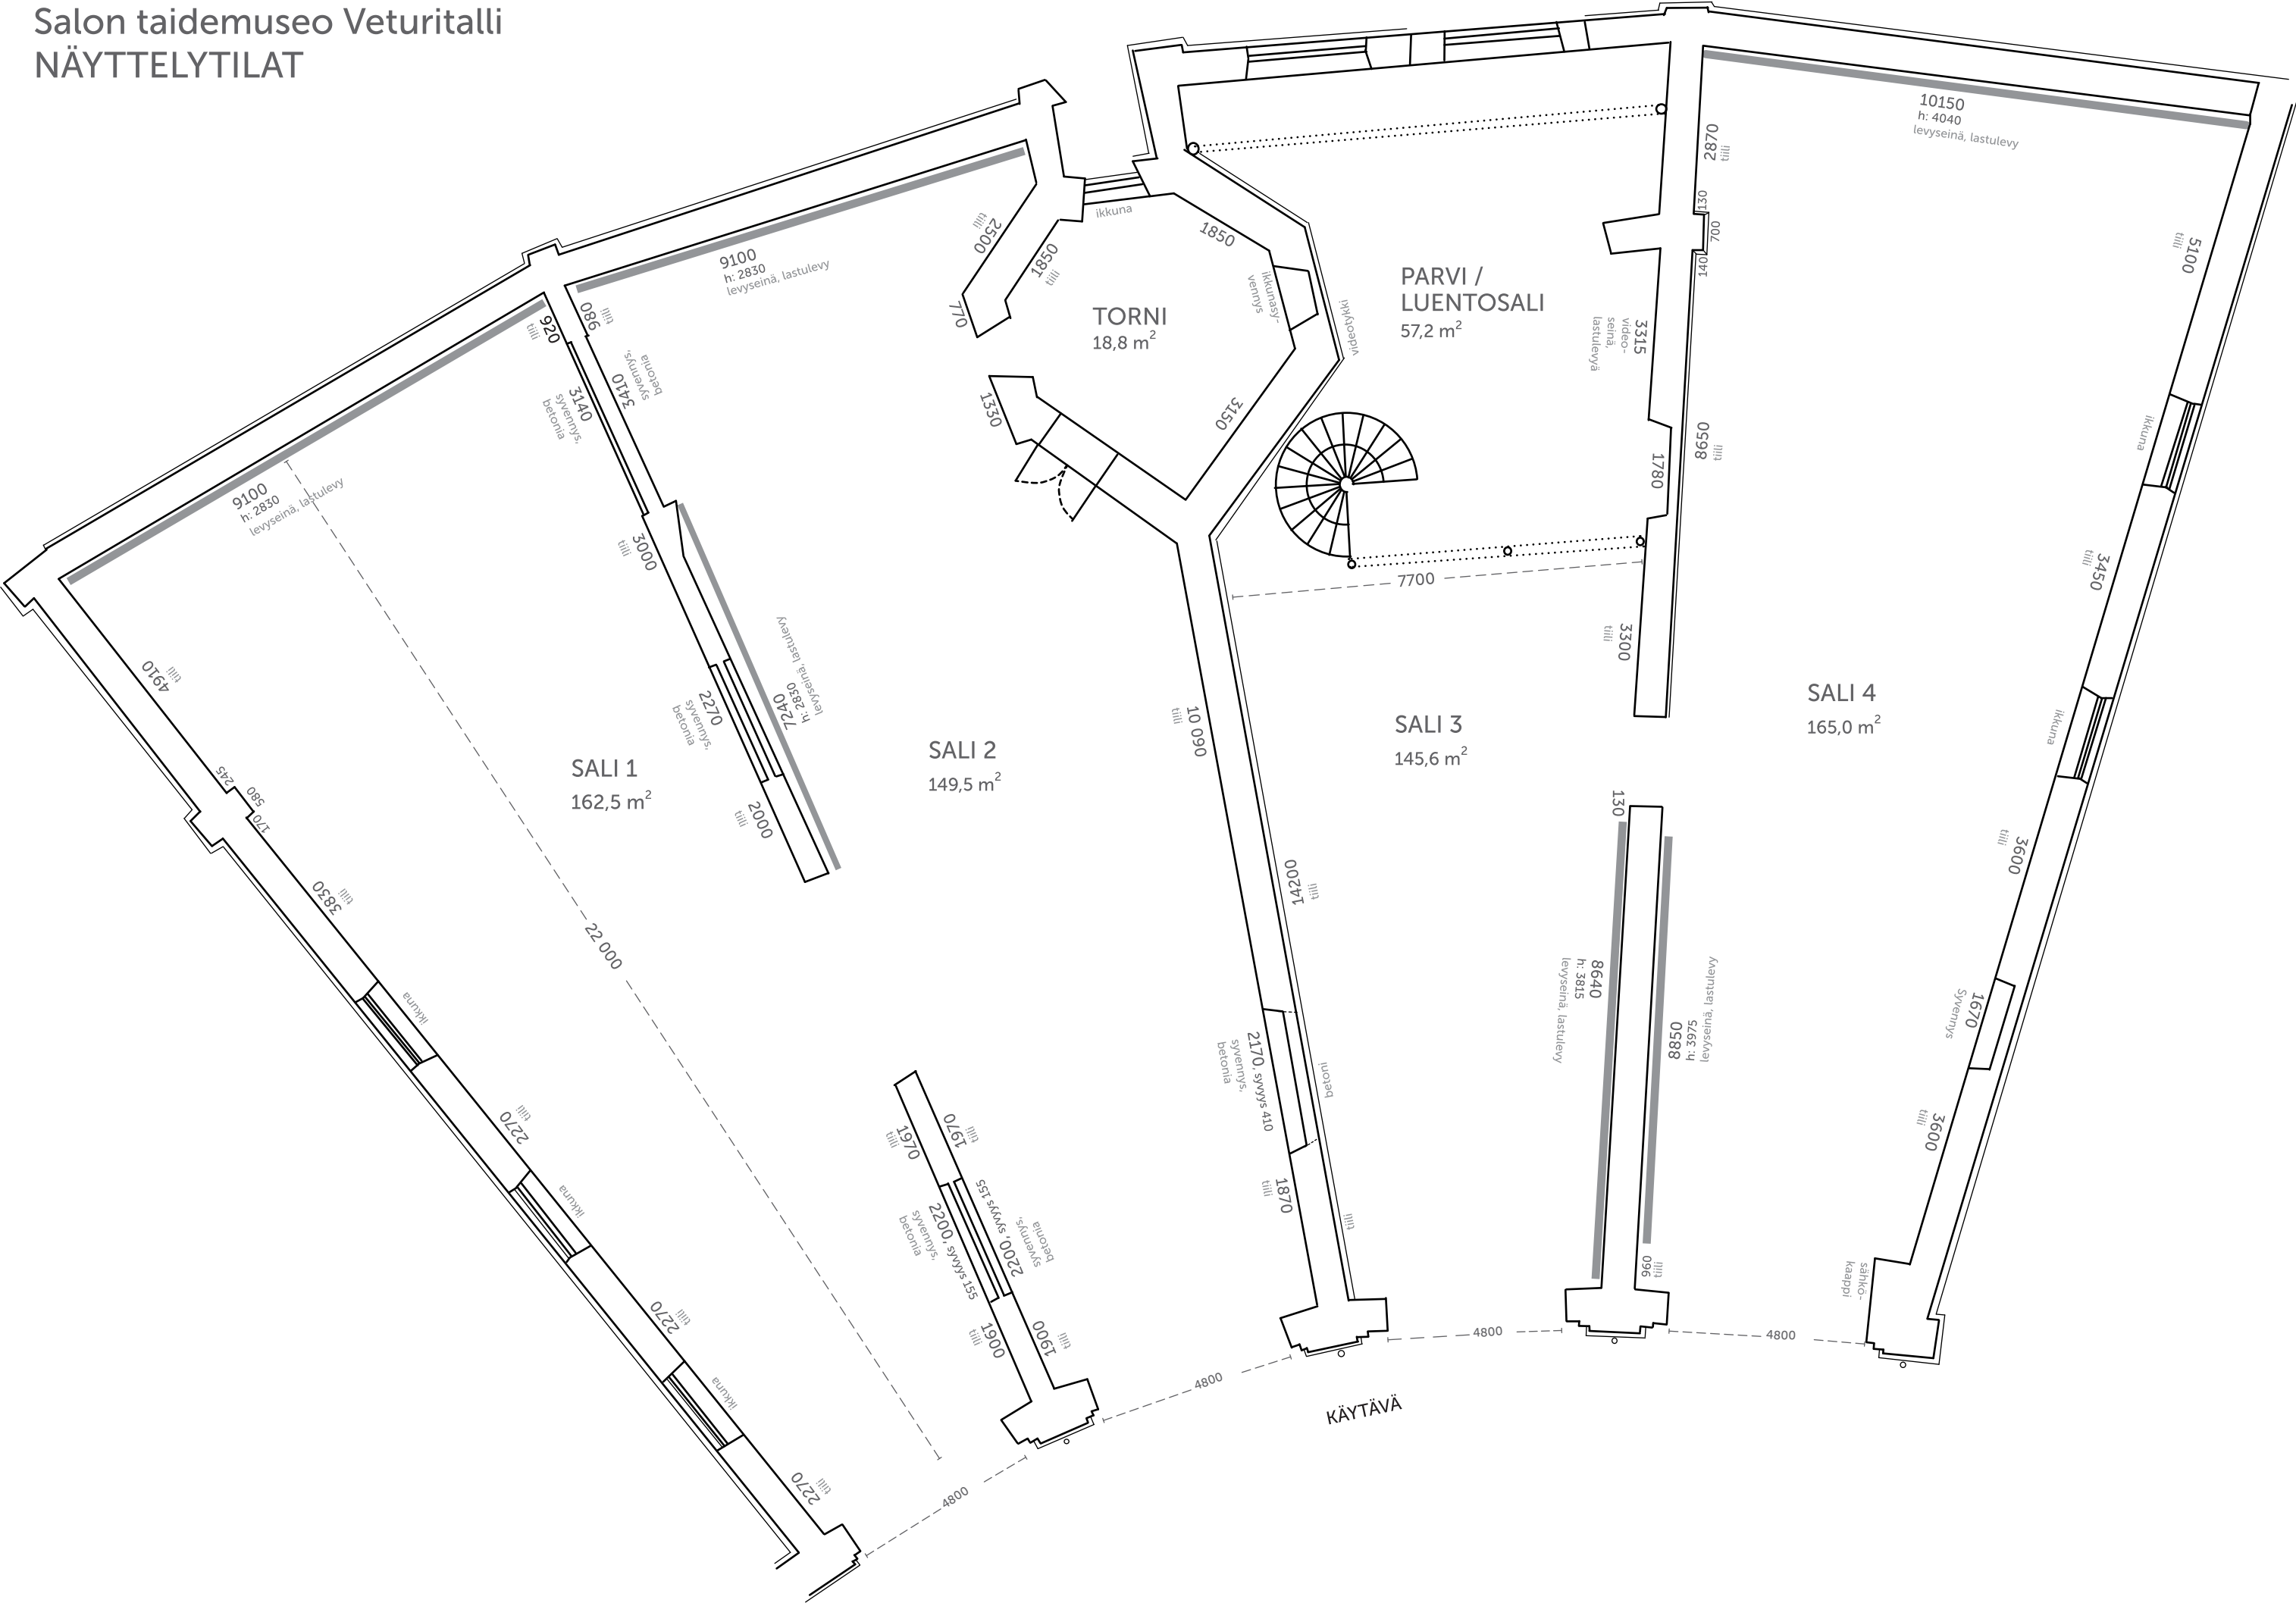 Salon taidemuseo Veturitalli
NÄYTTELYTILAT
9100
h: 2830
levyseinä, lastulevy
4910
tiili
245
580
170
3830
tiili
ikkuna
2270
tiili
ikkuna
2270
tiili
ikkuna
2270
tiili
22 000
SALI 1
162,5 m²
920
tiili
3140
syvennys,
betonia
3000
tiili
2270
syvennys,
betonia
2000
tiili
1970
tiili
2200, syvyys 155
syvennys,
betonia
1900
tiili
4800
9100
h: 2830
levyseinä, lastulevy
980
tiili
3410
syvennys,
betonia
7240
h: 2830
levyseinä, lastulevy
SALI 2
149,5 m²
1970
tiili
2200, syvyys 155
syvennys,
betonia
1900
tiili
2500
tiili
770
1330
10 090
tiili
2170, syvyys 410
syvennys,
betonia
1870
tiili
4800
ikkuna
1850
tiili
1850
ikkunasy-
vennys
3150
TORNI
18,8 m²
videotykki
PARVI /
LUENTOSALI
57,2 m²
3315
video-
seinä,
lastulevyä
1780
7700
3300
tiili
SALI 3
145,6 m²
14200
tiili
betoni
tiili
130
8640
h: 3815
levyseinä, lastulevy
4800
KÄYTÄVÄ
10150
h: 4040
levyseinä, lastulevy
2870
tiili
130
700
140
8650
tiili
SALI 4
165,0 m²
8850
h: 3975
levyseinä, lastulevy
960
tiili
5100
tiili
ikkuna
3450
tiili
ikkuna
3600
tiili
1670
Syvennys
3600
tiili
sähkö-
kaappi
4800